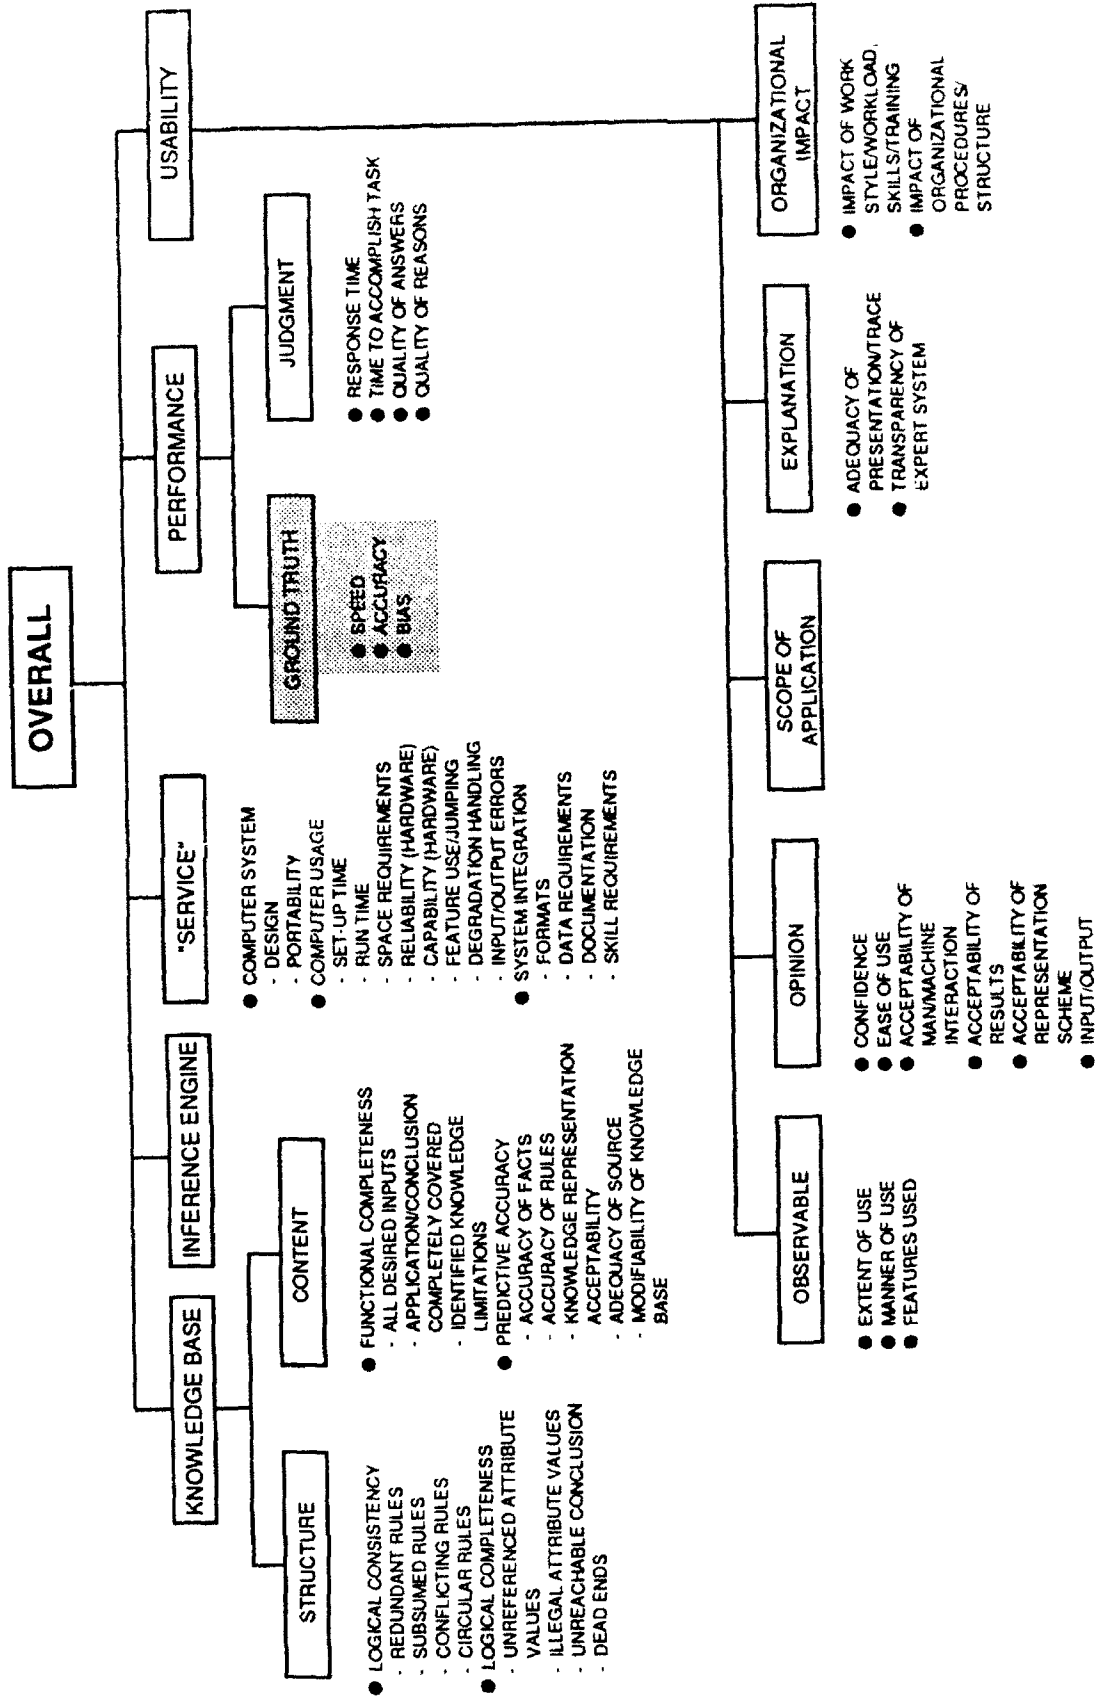 OVERALL
KNOWLEDGE BASE
INFERENCE ENGINE
"SERVICE"
PERFORMANCE
USABILITY
STRUCTURE
● LOGICAL CONSISTENCY
- REDUNDANT RULES
- SUBSUMED RULES
- CONFLICTING RULES
- CIRCULAR RULES
● LOGICAL COMPLETENESS
- UNREFERENCED ATTRIBUTE
VALUES
- ILLEGAL ATTRIBUTE VALUES
- UNREACHABLE CONCLUSION
- DEAD ENDS
CONTENT
● FUNCTIONAL COMPLETENESS
- ALL DESIRED INPUTS
- APPLICATION/CONCLUSION
COMPLETELY COVERED
- IDENTIFIED KNOWLEDGE
LIMITATIONS
● PREDICTIVE ACCURACY
- ACCURACY OF FACTS
- ACCURACY OF RULES
- KNOWLEDGE REPRESENTATION
ACCEPTABILITY
- ADEQUACY OF SOURCE
- MODIFIABILITY OF KNOWLEDGE
BASE
● COMPUTER SYSTEM
- DESIGN
- PORTABILITY
● COMPUTER USAGE
- SET-UP TIME
- RUN TIME
- SPACE REQUIREMENTS
- RELIABILITY (HARDWARE)
- CAPABILITY (HARDWARE)
- FEATURE USE/JUMPING
- DEGRADATION HANDLING
- INPUT/OUTPUT ERRORS
● SYSTEM INTEGRATION
- FORMATS
- DATA REQUIREMENTS
- DOCUMENTATION
- SKILL REQUIREMENTS
GROUND TRUTH
● SPEED
● ACCURACY
● BIAS
JUDGMENT
● RESPONSE TIME
● TIME TO ACCOMPLISH TASK
● QUALITY OF ANSWERS
● QUALITY OF REASONS
OBSERVABLE
● EXTENT OF USE
● MANNER OF USE
● FEATURES USED
OPINION
● CONFIDENCE
● EASE OF USE
● ACCEPTABILITY OF
MAN/MACHINE
INTERACTION
● ACCEPTABILITY OF
RESULTS
● ACCEPTABILITY OF
REPRESENTATION
SCHEME
● INPUT/OUTPUT
SCOPE OF
APPLICATION
EXPLANATION
● ADEQUACY OF
PRESENTATION/TRACE
● TRANSPARENCY OF
EXPERT SYSTEM
ORGANIZATIONAL
IMPACT
● IMPACT OF WORK
STYLE/WORKLOAD,
SKILLS/TRAINING
● IMPACT OF
ORGANIZATIONAL
PROCEDURES/
STRUCTURE